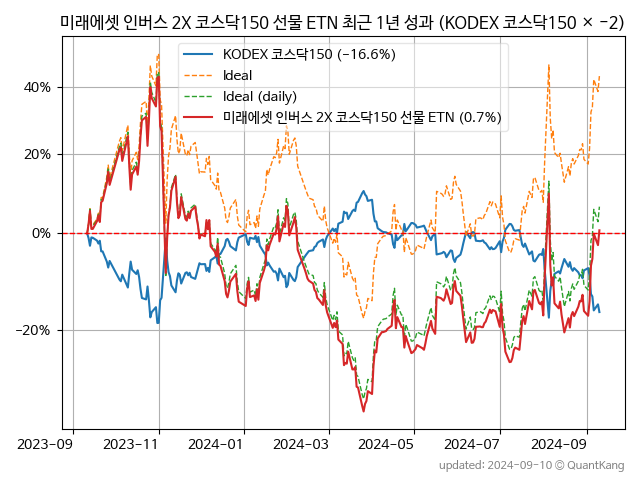 미래에셋 인버스 2X 코스닥150 선물 ETN 최근 1년 성과 (KODEX 코스닥150 × −2)
KODEX 코스닥150 (−16.6%)
Ideal
Ideal (daily)
미래에셋 인버스 2X 코스닥150 선물 ETN (0.7%)
40%
20%
0%
−20%
2023-09 2023-11 2024-01 2024-03 2024-05 2024-07 2024-09
updated: 2024-09-10 © QuantKang